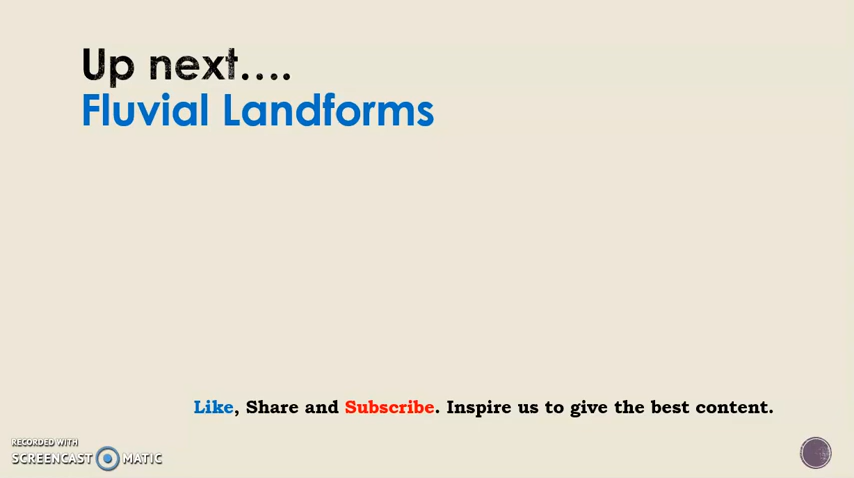 Up next....
Fluvial Landforms
Like, Share and Subscribe. Inspire us to give the best content.
RECORDED WITH
SCREENCAST MATIC